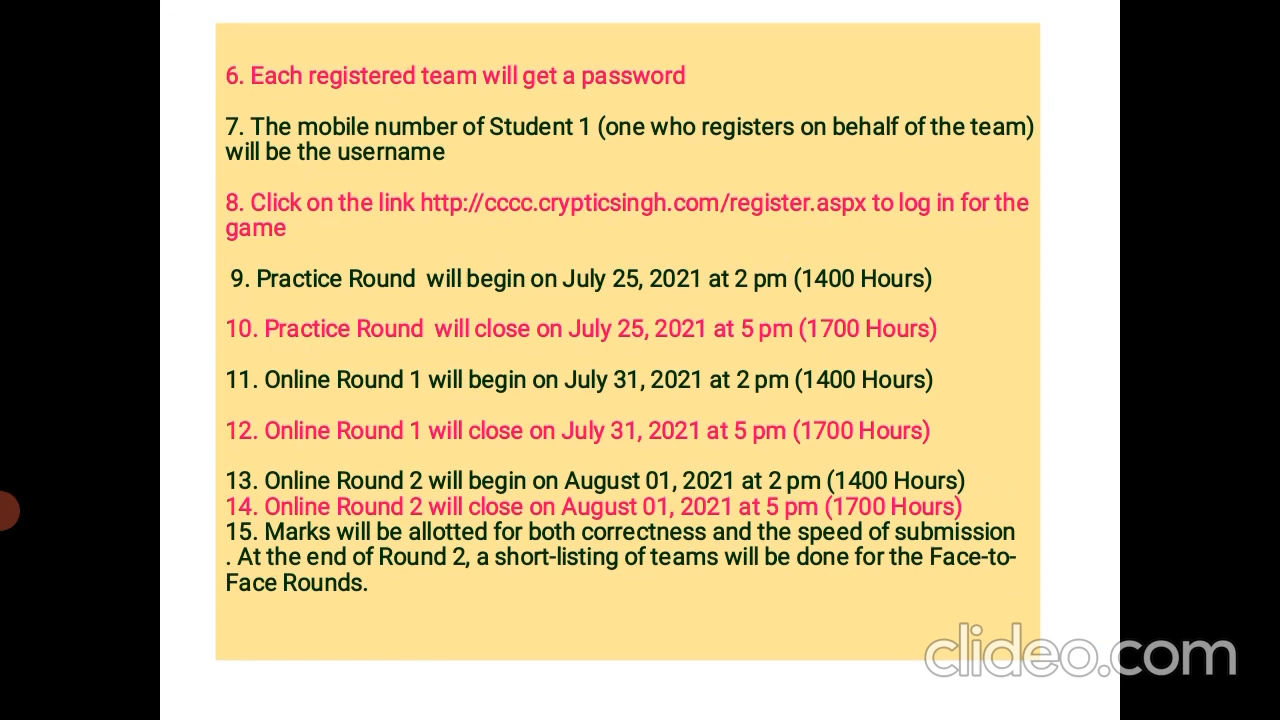 6. Each registered team will get a password
7. The mobile number of Student 1 (one who registers on behalf of the team)
will be the username
8. Click on the link http://cccc.crypticsingh.com/register.aspx to log in for the
game
9. Practice Round  will begin on July 25, 2021 at 2 pm (1400 Hours)
10. Practice Round  will close on July 25, 2021 at 5 pm (1700 Hours)
11. Online Round 1 will begin on July 31, 2021 at 2 pm (1400 Hours)
12. Online Round 1 will close on July 31, 2021 at 5 pm (1700 Hours)
13. Online Round 2 will begin on August 01, 2021 at 2 pm (1400 Hours)
14. Online Round 2 will close on August 01, 2021 at 5 pm (1700 Hours)
15. Marks will be allotted for both correctness and the speed of submission
. At the end of Round 2, a short-listing of teams will be done for the Face-to-
Face Rounds.
clideo.com